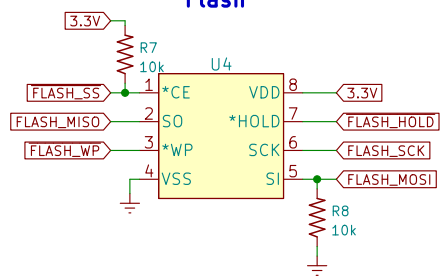 Flash
3.3V
R7
10k
U4
FLASH_SS 1 *CE VDD 8 3.3V
FLASH_MISO 2 SO *HOLD 7 FLASH_HOLD
FLASH_WP 3 *WP SCK 6 FLASH_SCK
4 VSS SI 5 FLASH_MOSI
R8
10k